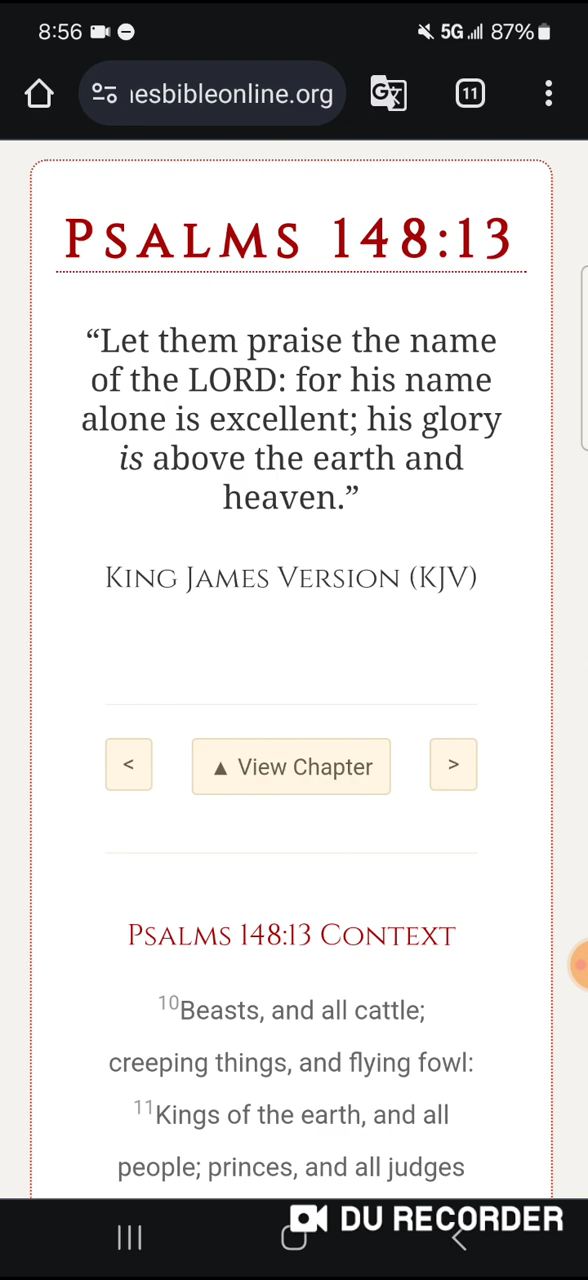 8:56
5G 87%
nesbibleonline.org
11
PSALMS 148:13
“Let them praise the name
of the LORD: for his name
alone is excellent; his glory
is above the earth and
heaven.”
KING JAMES VERSION (KJV)
< ▲ View Chapter >
PSALMS 148:13 CONTEXT
10Beasts, and all cattle;
creeping things, and flying fowl:
11Kings of the earth, and all
people; princes, and all judges
DU RECORDER